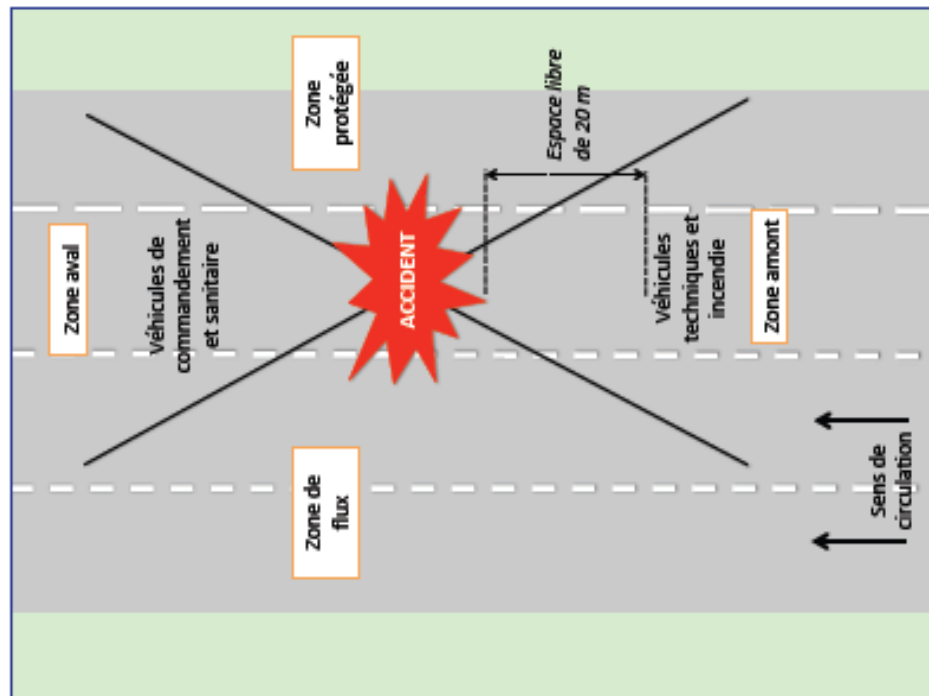 Zone aval
Véhicules de
commandement
et sanitaire
Zone
protégée
ACCIDENT
Espace libre
de 20 m
Zone de
flux
Véhicules
techniques et
incendie
Zone amont
Sens de
circulation